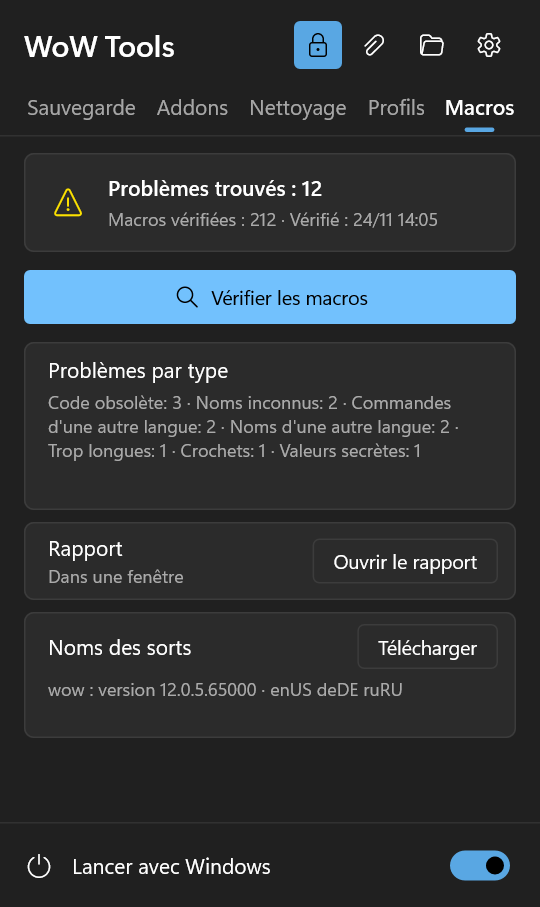 WoW Tools
Sauvegarde Addons Nettoyage Profils Macros
Problèmes trouvés : 12
Macros vérifiées : 212 · Vérifié : 24/11 14:05
Vérifier les macros
Problèmes par type
Code obsolète: 3 · Noms inconnus: 2 · Commandes
d'une autre langue: 2 · Noms d'une autre langue: 2 ·
Trop longues: 1 · Crochets: 1 · Valeurs secrètes: 1
Rapport
Dans une fenêtre
Ouvrir le rapport
Noms des sorts
Télécharger
wow : version 12.0.5.65000 · enUS deDE ruRU
Lancer avec Windows